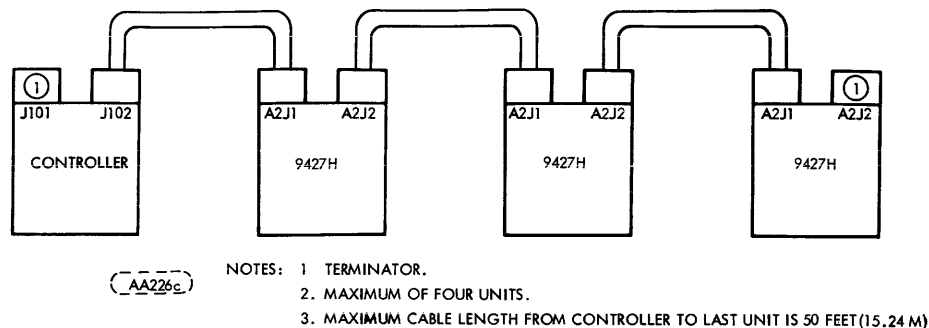 1 1
J101 J102 A2J1 A2J2 A2J1 A2J2 A2J1 A2J2
CONTROLLER 9427H 9427H 9427H
AA226c
NOTES: 1 TERMINATOR.
2. MAXIMUM OF FOUR UNITS.
3. MAXIMUM CABLE LENGTH FROM CONTROLLER TO LAST UNIT IS 50 FEET(15.24 M)